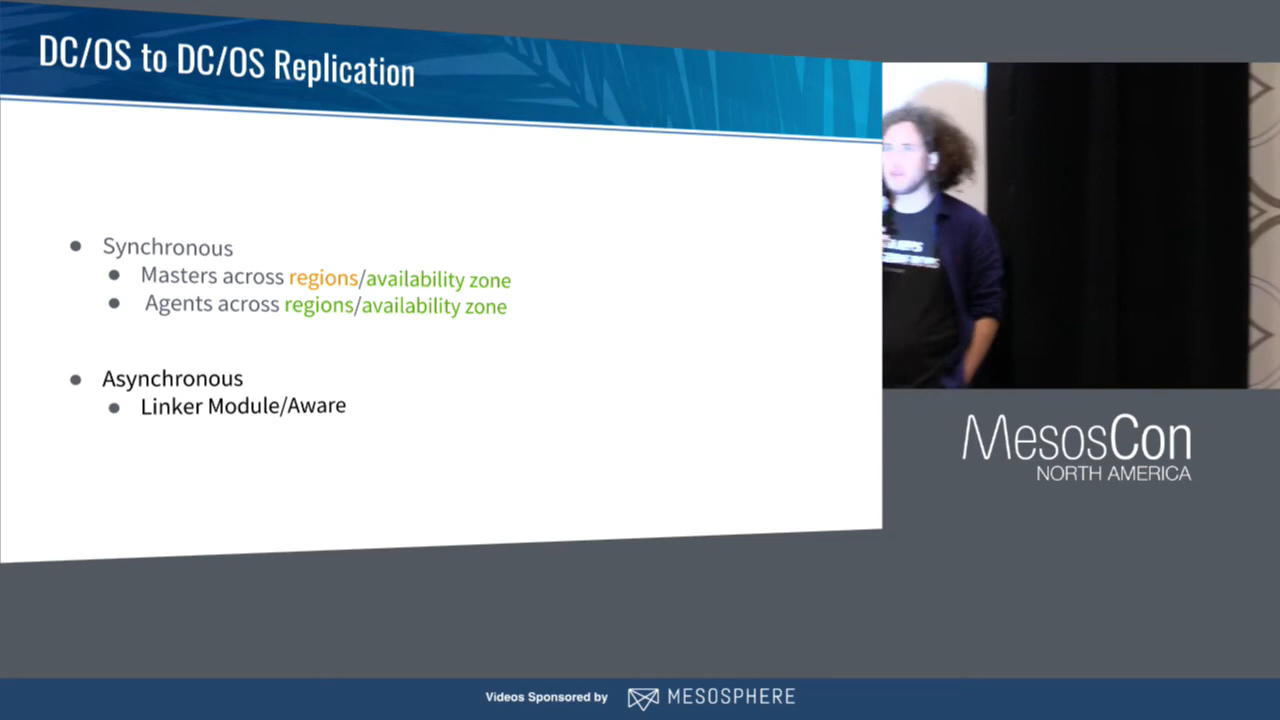 DC/OS to DC/OS Replication
Synchronous
Masters across regions/availability zone
Agents across regions/availability zone
Asynchronous
Linker Module/Aware
MesosCon
NORTH AMERICA
Videos Sponsored by MESOSPHERE